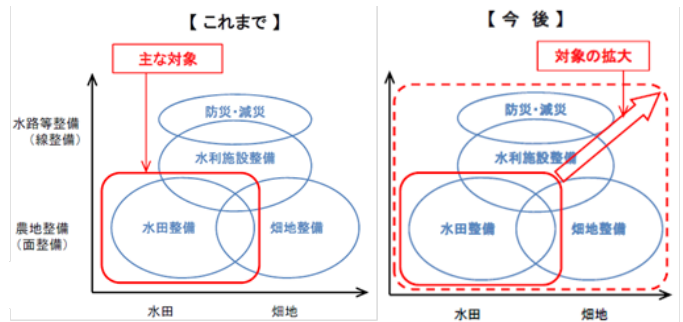 【 これまで 】
主な対象
水路等整備
（線整備）
防災・減災
水利施設整備
農地整備
（面整備）
水田整備
畑地整備
水田
畑地
【 今　後 】
対象の拡大
防災・減災
水利施設整備
水田整備
畑地整備
水田
畑地